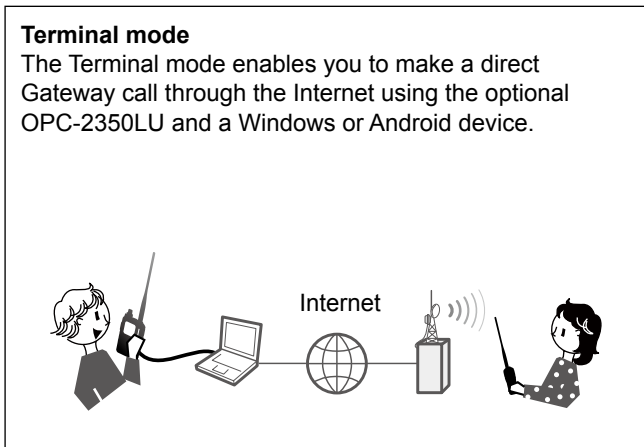 Terminal mode
The Terminal mode enables you to make a direct
Gateway call through the Internet using the optional
OPC-2350LU and a Windows or Android device.
Internet